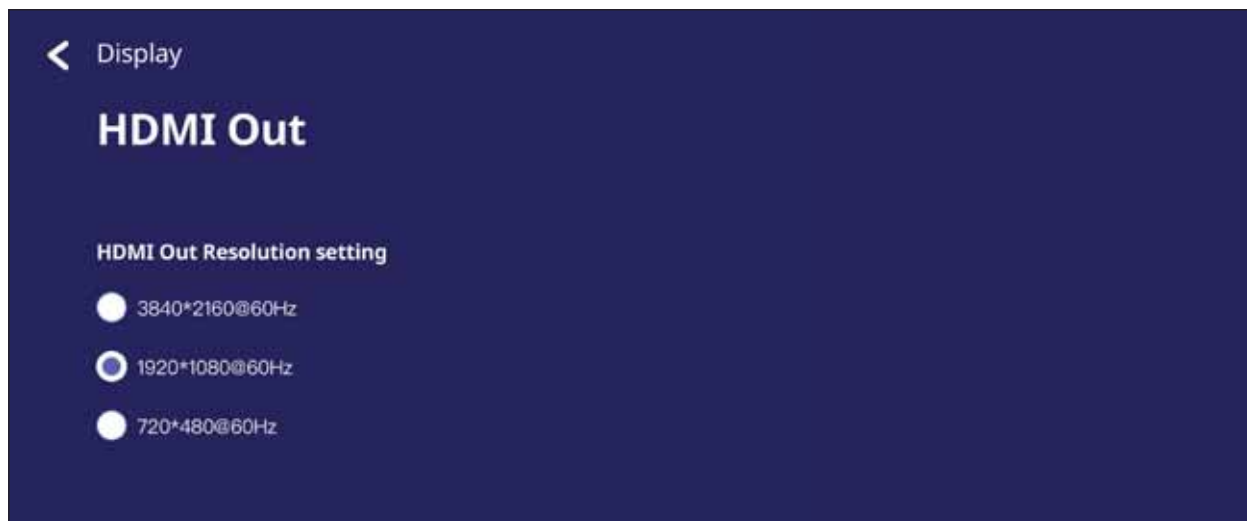 Display
HDMI Out
HDMI Out Resolution setting
3840*2160@60Hz
1920*1080@60Hz
720*480@60Hz